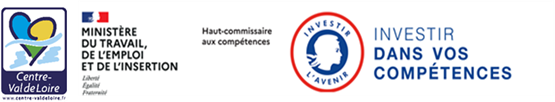 Centre-
Val de Loire
www.centre-valdeloire.fr
MINISTÈRE
DU TRAVAIL,
DE L'EMPLOI
ET DE L'INSERTION
Liberté
Égalité
Fraternité
Haut-commissaire
aux compétences
INVESTIR
L'AVENIR
INVESTIR
DANS VOS
COMPÉTENCES